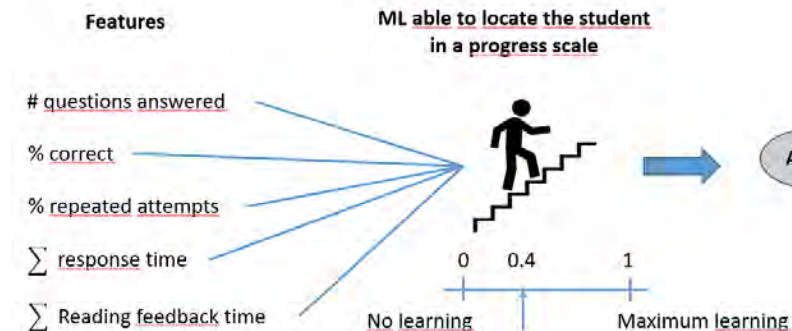 Features
ML able to locate the student
in a progress scale
# questions answered
% correct
% repeated attempts
∑ response time
∑ Reading feedback time
0 0,4 1
No learning Maximum learning
A